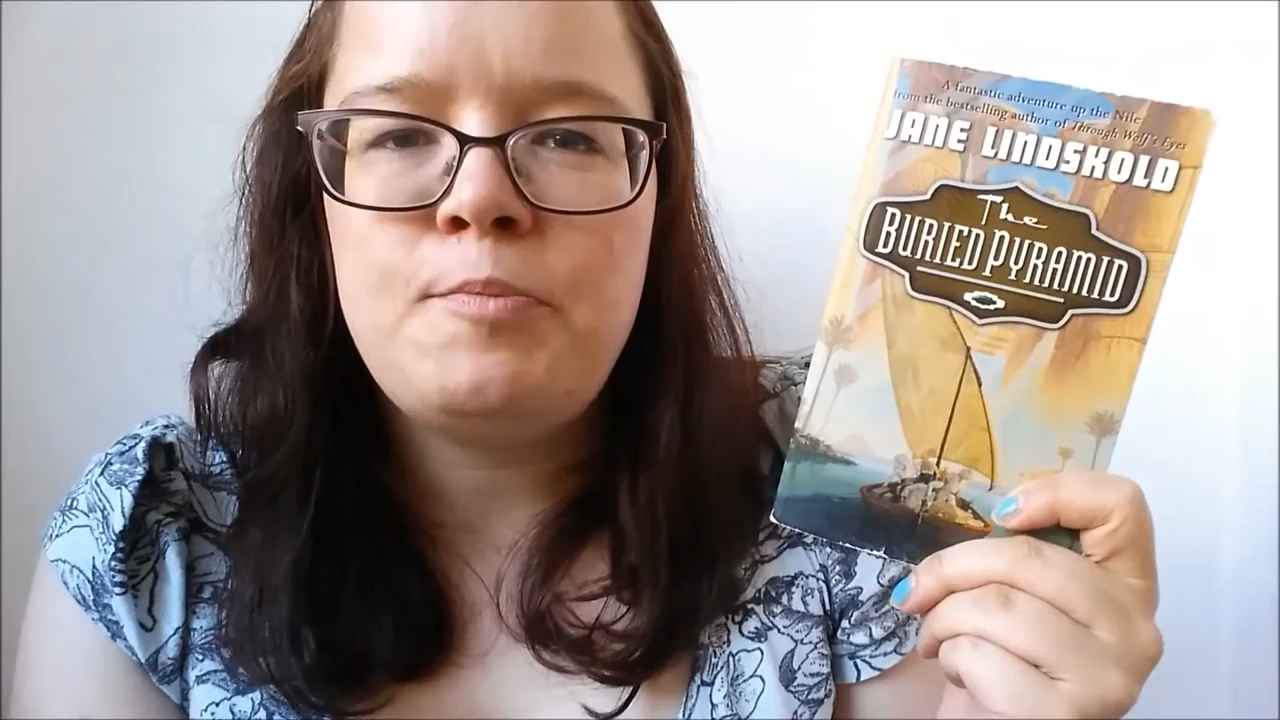 A fantastic adventure up the Nile
from the bestselling author of Through Wolf's Eyes
JANE LINDSKOLD
The
BURIED PYRAMID